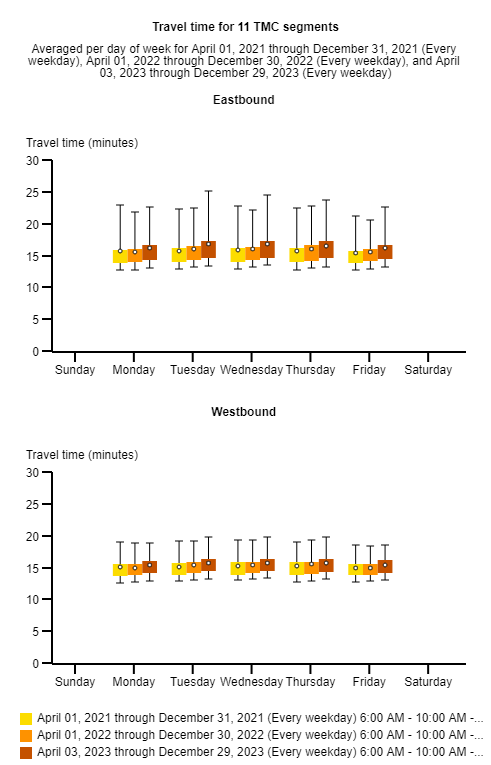 Travel time for 11 TMC segments
Averaged per day of week for April 01, 2021 through December 31, 2021 (Every
weekday), April 01, 2022 through December 30, 2022 (Every weekday), and April
03, 2023 through December 29, 2023 (Every weekday)
Eastbound
Travel time (minutes)
30
25
20
15
10
5
0
Sunday Monday Tuesday Wednesday Thursday Friday Saturday
Westbound
Travel time (minutes)
30
25
20
15
10
5
0
Sunday Monday Tuesday Wednesday Thursday Friday Saturday
April 01, 2021 through December 31, 2021 (Every weekday) 6:00 AM - 10:00 AM -...
April 01, 2022 through December 30, 2022 (Every weekday) 6:00 AM - 10:00 AM -...
April 03, 2023 through December 29, 2023 (Every weekday) 6:00 AM - 10:00 AM -...